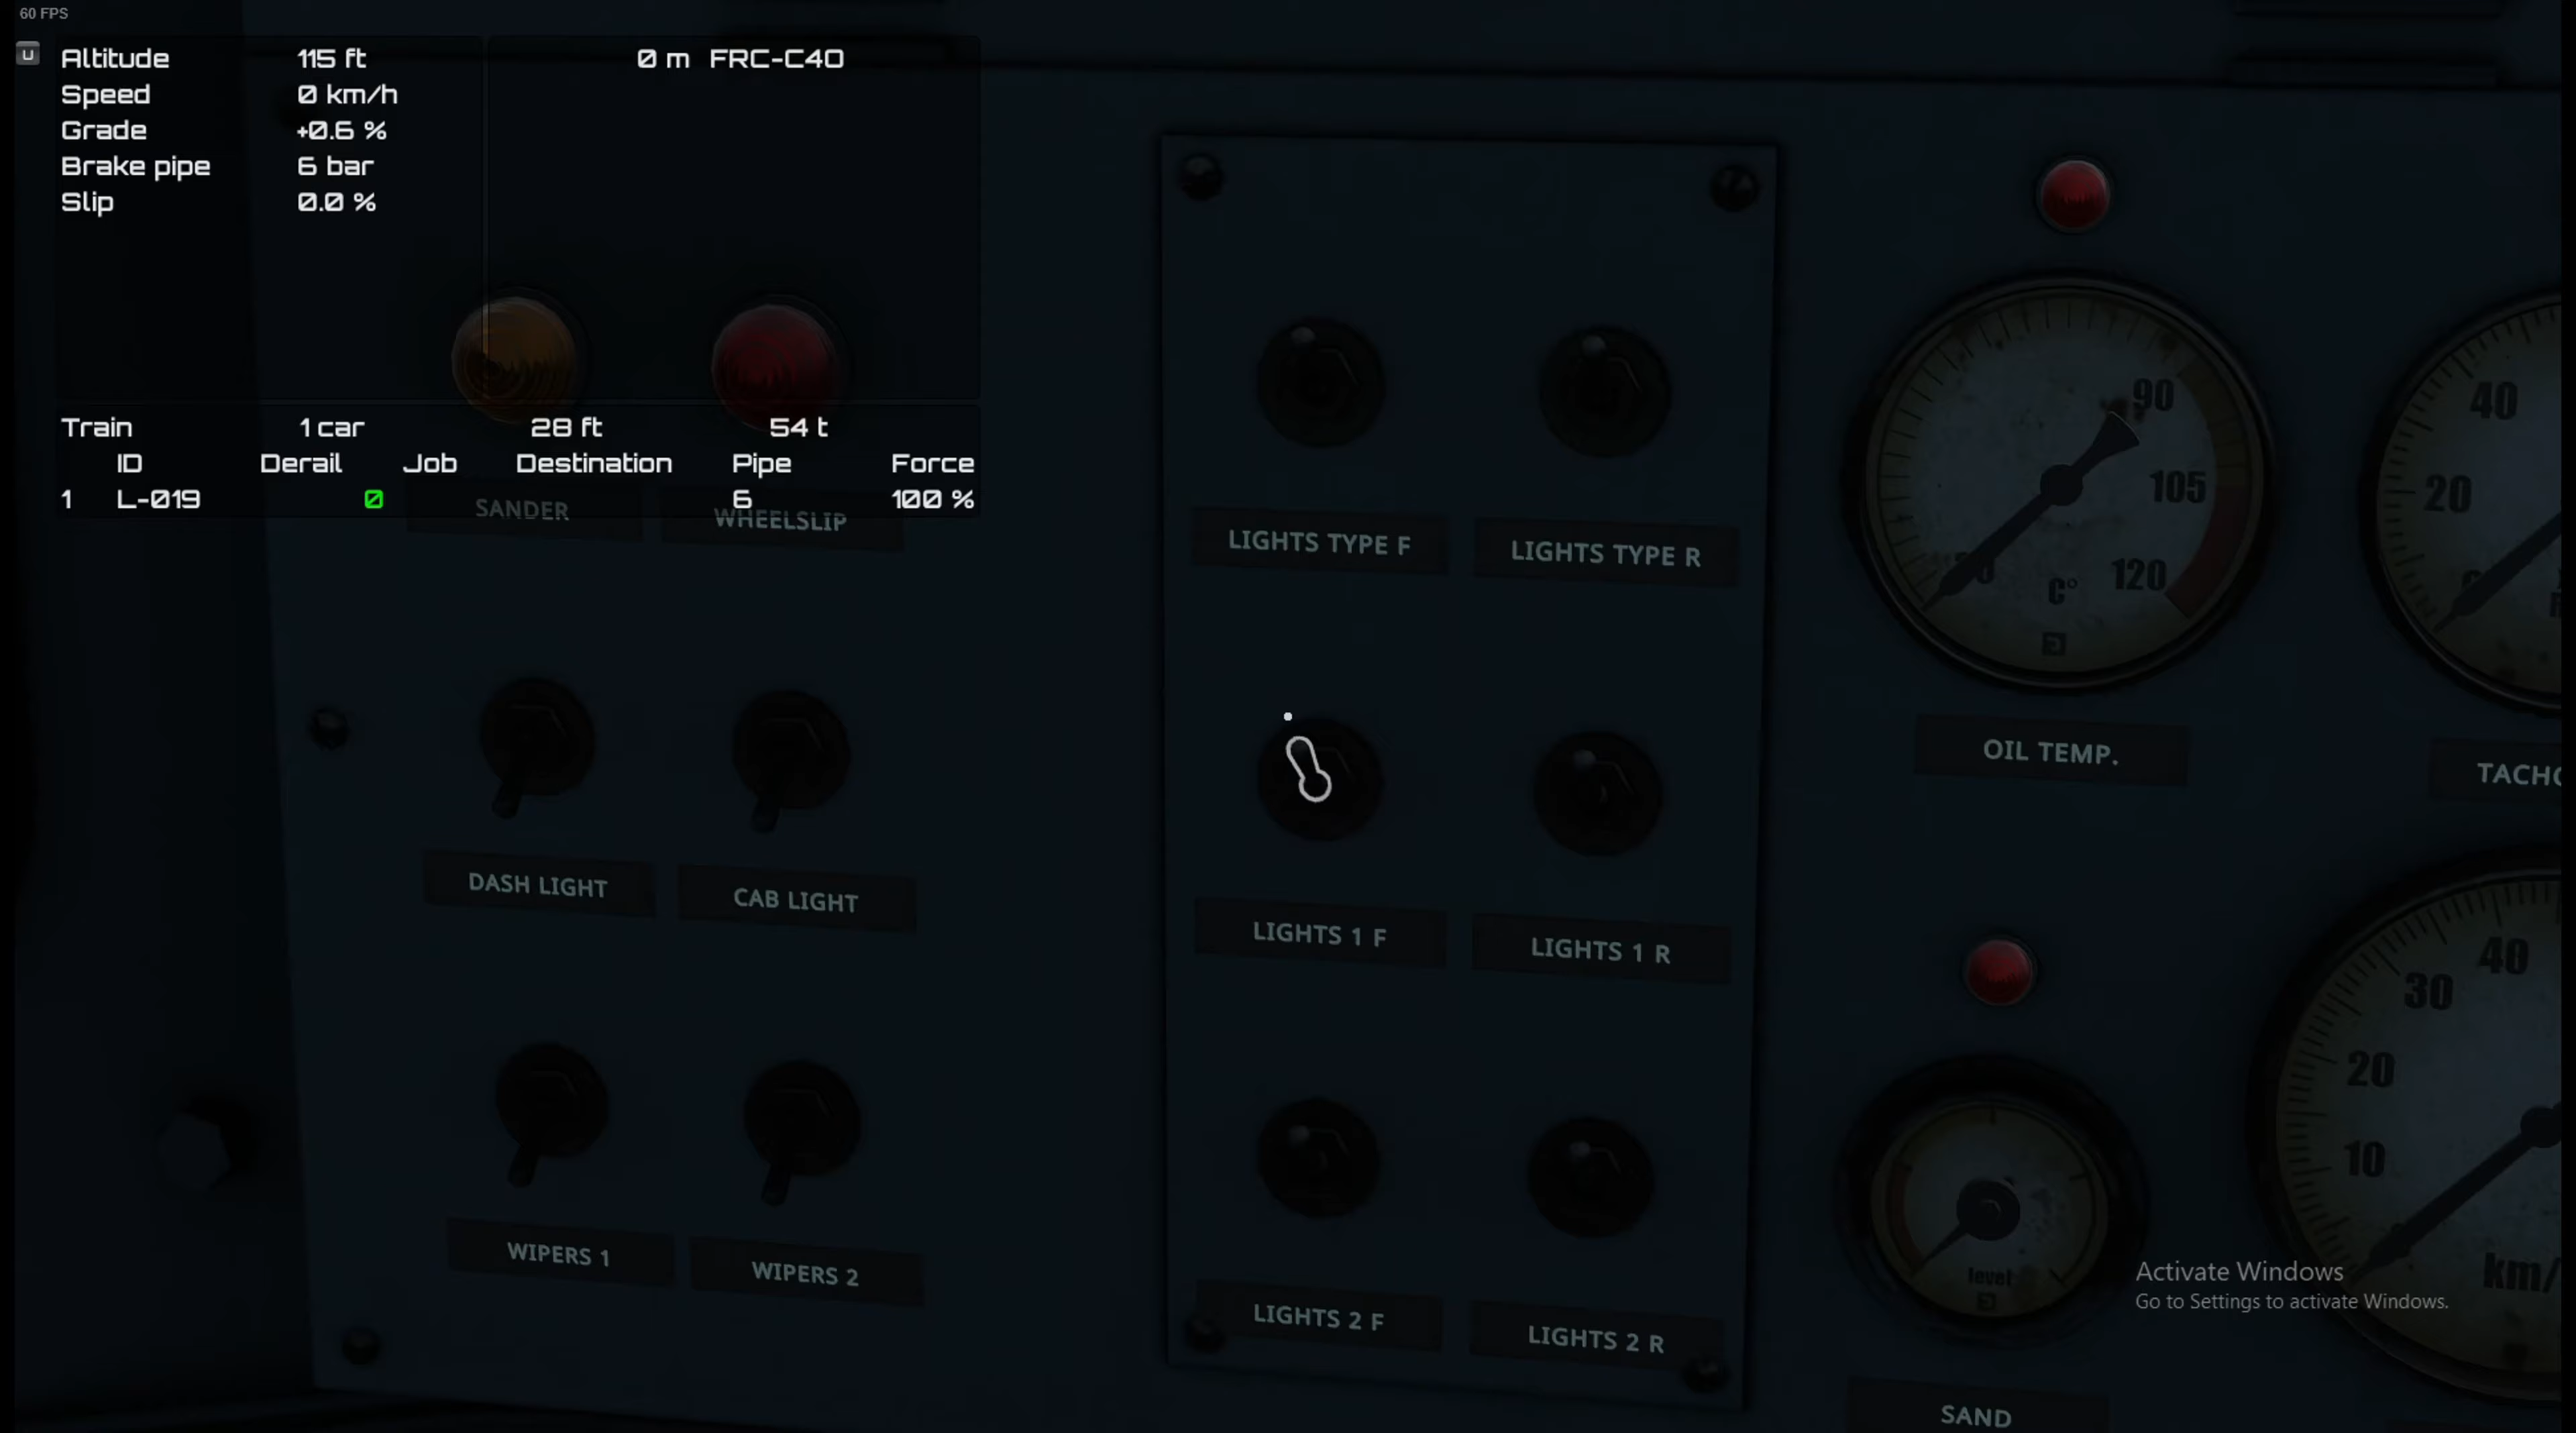 60 FPS
U
Altitude 115 ft
Speed 0 km/h
Grade +0.6 %
Brake pipe 6 bar
Slip 0.0 %
0 m FRC-C40
Train 1 car 28 ft 54 t
ID Derail Job Destination Pipe Force
1 L-019 0 6 100 %
SANDER
WHEELSLIP
DASH LIGHT
CAB LIGHT
WIPERS 1
WIPERS 2
LIGHTS TYPE F
LIGHTS TYPE R
LIGHTS 1 F
LIGHTS 1 R
LIGHTS 2 F
LIGHTS 2 R
90
105
120
C°
OIL TEMP.
40
20
40
30
20
10
km/
level
SAND
Activate Windows
Go to Settings to activate Windows.